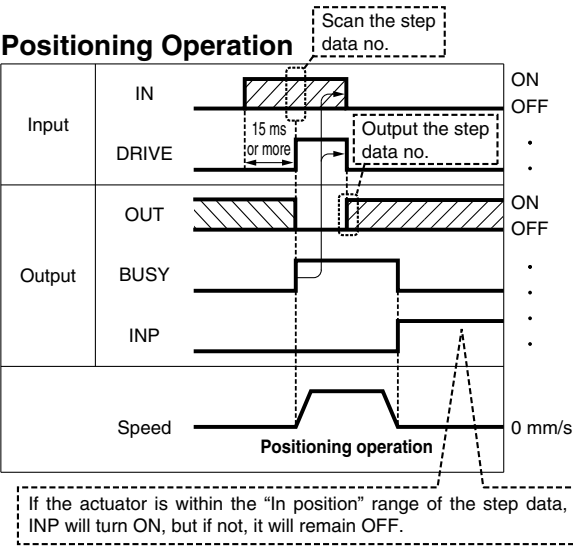 Scan the step
data no.
Positioning Operation
Input
IN
ON
OFF
15 ms
or more
Output the step
data no.
DRIVE
Output
OUT
ON
OFF
BUSY
INP
Speed
0 mm/s
Positioning operation
If the actuator is within the “In position” range of the step data,
INP will turn ON, but if not, it will remain OFF.